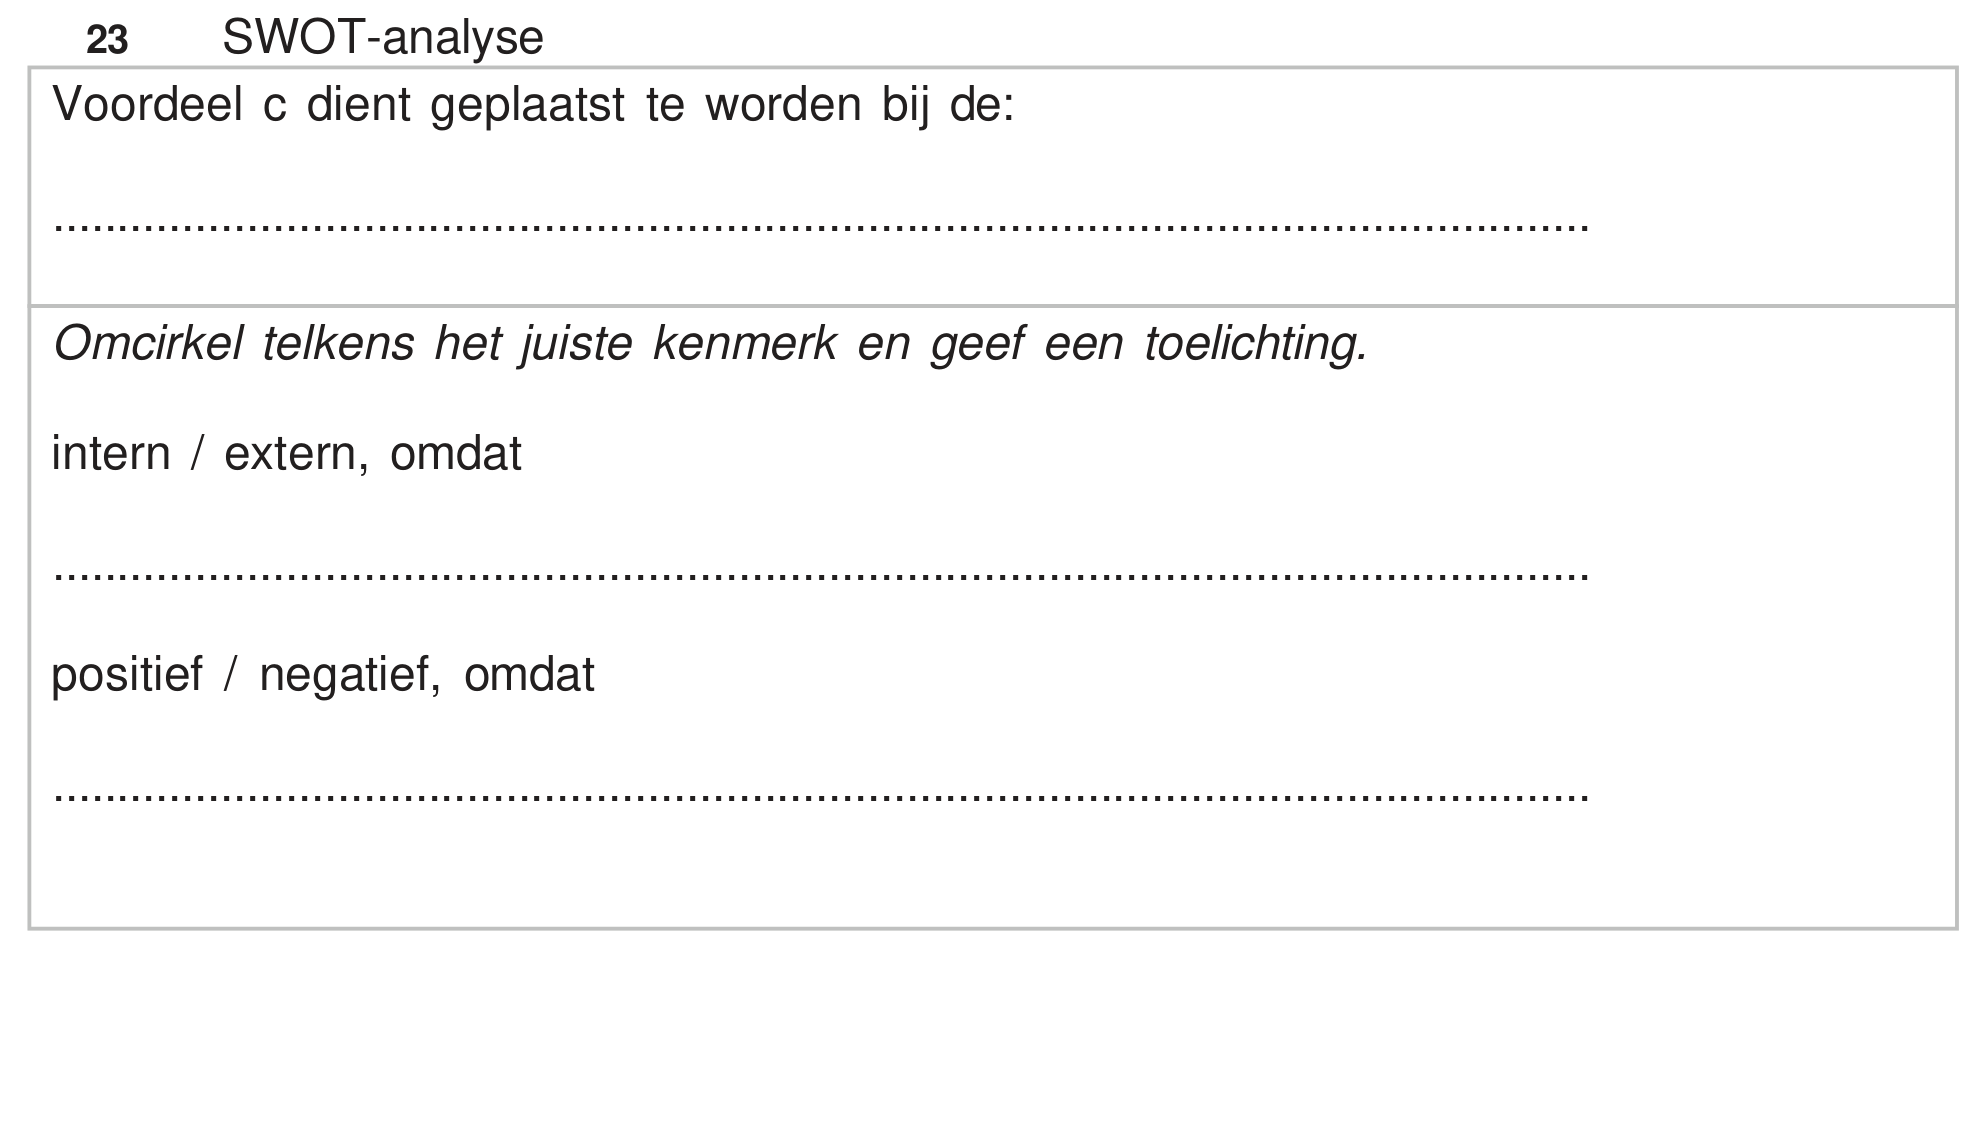 23 SWOT-analyse
Voordeel c dient geplaatst te worden bij de:
........................................................................................................................
Omcirkel telkens het juiste kenmerk en geef een toelichting.
intern / extern, omdat
........................................................................................................................
positief / negatief, omdat
........................................................................................................................